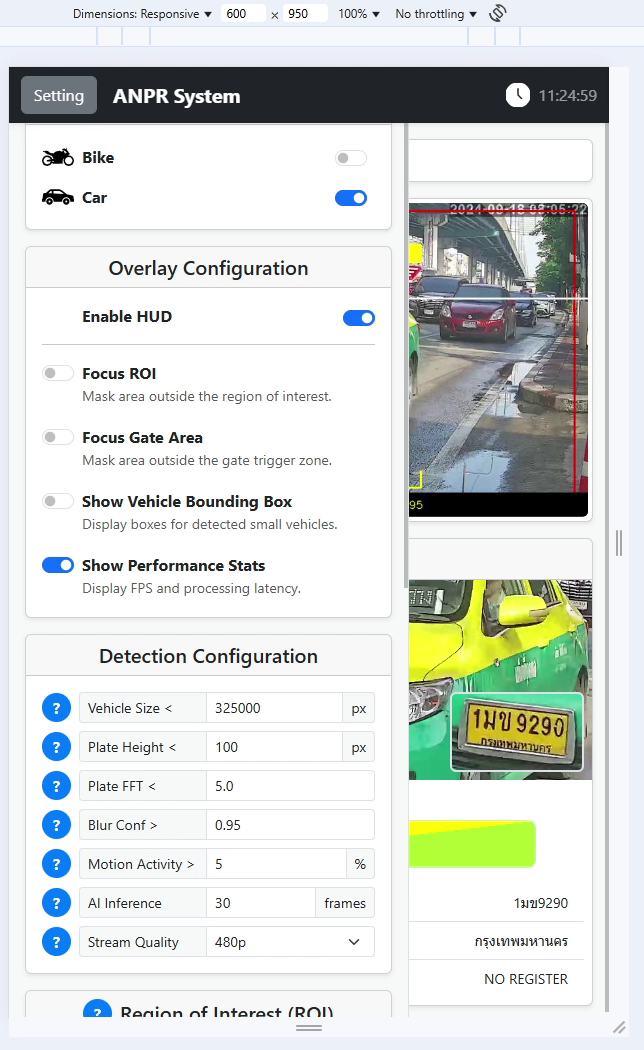 Dimensions: Responsive ▼ 600 × 950 100% ▼ No throttling ▼
Setting ANPR System 11:24:59
Bike
Car
2024-09-18 08:05:22
Overlay Configuration
Enable HUD
Focus ROI
Mask area outside the region of interest.
Focus Gate Area
Mask area outside the gate trigger zone.
Show Vehicle Bounding Box
Display boxes for detected small vehicles.
95
Show Performance Stats
Display FPS and processing latency.
Detection Configuration
? Vehicle Size < 325000 px
? Plate Height < 100 px
? Plate FFT < 5.0
? Blur Conf > 0.95
? Motion Activity > 5 %
? AI Inference 30 frames
? Stream Quality 480p
? Region of Interest (ROI)
1มข 9290
กรุงเทพมหานคร
1มข9290
กรุงเทพมหานคร
NO REGISTER